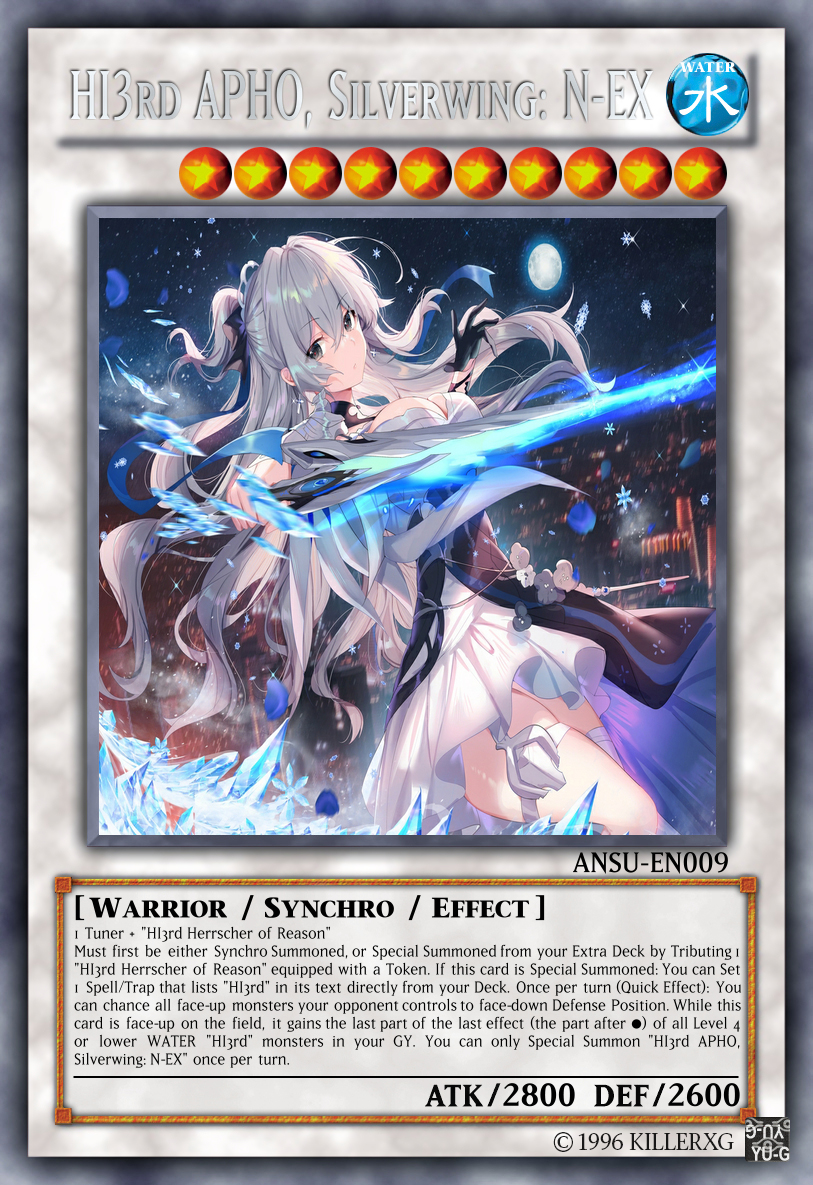 HI3rd APHO, Silverwing: N-EX
WATER
水
ANSU-EN009
[ Warrior / Synchro / Effect ]
1 Tuner + "HI3rd Herrscher of Reason"
Must first be either Synchro Summoned, or Special Summoned from your Extra Deck by Tributing 1
"HI3rd Herrscher of Reason" equipped with a Token. If this card is Special Summoned: You can Set
1 Spell/Trap that lists "HI3rd" in its text directly from your Deck. Once per turn (Quick Effect): You
can chance all face-up monsters your opponent controls to face-down Defense Position. While this
card is face-up on the field, it gains the last part of the last effect (the part after ●) of all Level 4
or lower WATER "HI3rd" monsters in your GY. You can only Special Summon "HI3rd APHO,
Silverwing: N-EX" once per turn.
ATK/2800 DEF/2600
© 1996 KILLERXG
YU-G